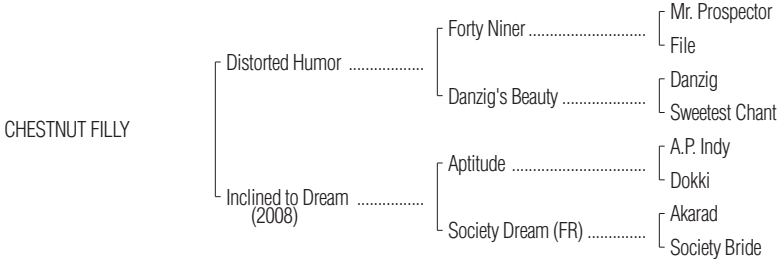 Mr. Prospector
Forty Niner ............................
File
Distorted Humor ..................
Danzig
Danzig's Beauty ....................
Sweetest Chant
CHESTNUT FILLY
A.P. Indy
Aptitude ................................
Dokki
Inclined to Dream ................
(2008)
Akarad
Society Dream (FR) ..............
Society Bride